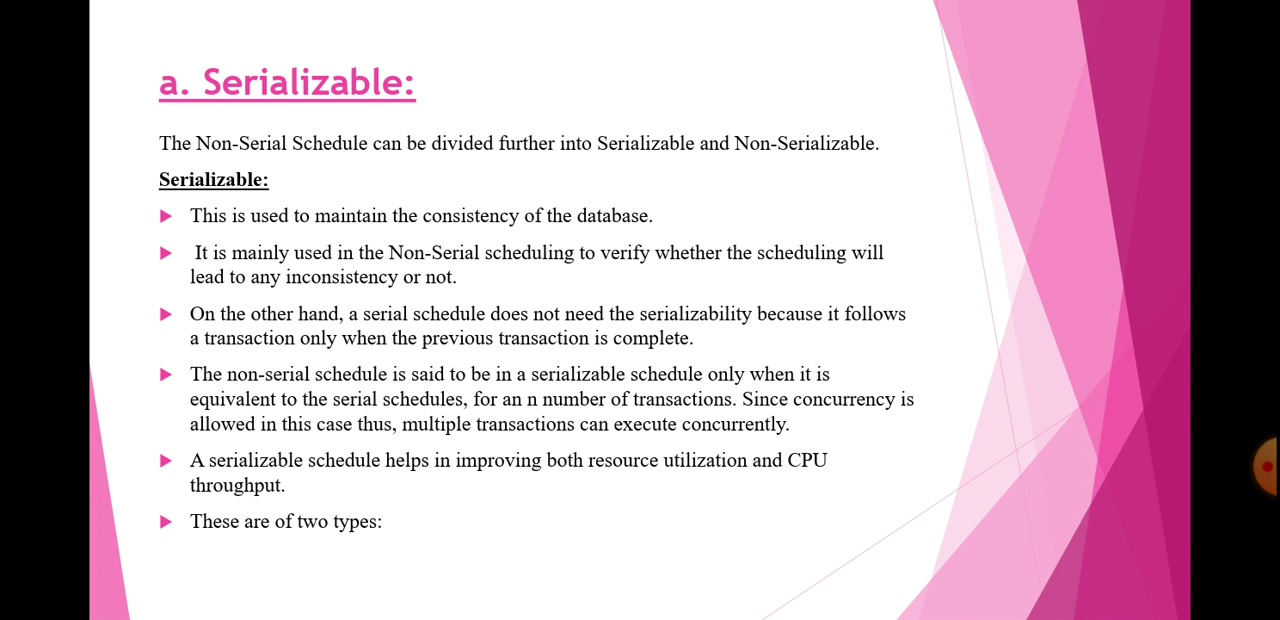 a. Serializable:
The Non-Serial Schedule can be divided further into Serializable and Non-Serializable.
Serializable:
This is used to maintain the consistency of the database.
It is mainly used in the Non-Serial scheduling to verify whether the scheduling will
lead to any inconsistency or not.
On the other hand, a serial schedule does not need the serializability because it follows
a transaction only when the previous transaction is complete.
The non-serial schedule is said to be in a serializable schedule only when it is
equivalent to the serial schedules, for an n number of transactions. Since concurrency is
allowed in this case thus, multiple transactions can execute concurrently.
A serializable schedule helps in improving both resource utilization and CPU
throughput.
These are of two types: